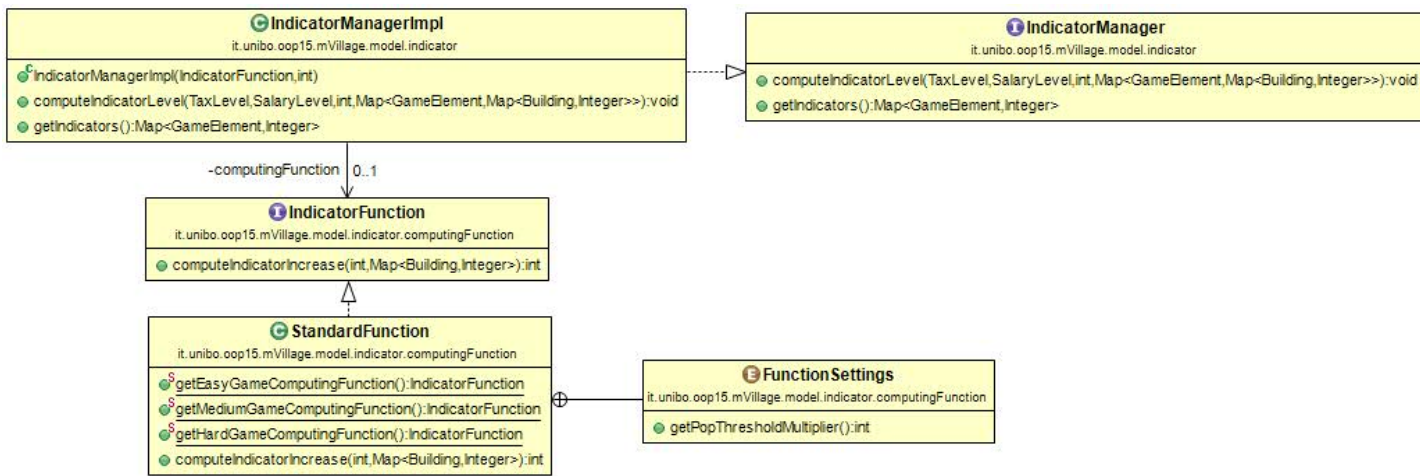 IndicatorManagerImpl
it.unibo.oop15.mVillage.model.indicator
IndicatorManagerImpl(IndicatorFunction,int)
computeIndicatorLevel(TaxLevel,SalaryLevel,int,Map<GameElement,Map<Building,Integer>>):void
getIndicators():Map<GameElement,Integer>
IndicatorManager
it.unibo.oop15.mVillage.model.indicator
computeIndicatorLevel(TaxLevel,SalaryLevel,int,Map<GameElement,Map<Building,Integer>>):void
getIndicators():Map<GameElement,Integer>
-computingFunction 0..1
IndicatorFunction
it.unibo.oop15.mVillage.model.indicator.computingFunction
computeIndicatorIncrease(int,Map<Building,Integer>):int
StandardFunction
it.unibo.oop15.mVillage.model.indicator.computingFunction
getEasyGameComputingFunction():IndicatorFunction
getMediumGameComputingFunction():IndicatorFunction
getHardGameComputingFunction():IndicatorFunction
computeIndicatorIncrease(int,Map<Building,Integer>):int
FunctionSettings
it.unibo.oop15.mVillage.model.indicator.computingFunction
getPopThresholdMultiplier():int